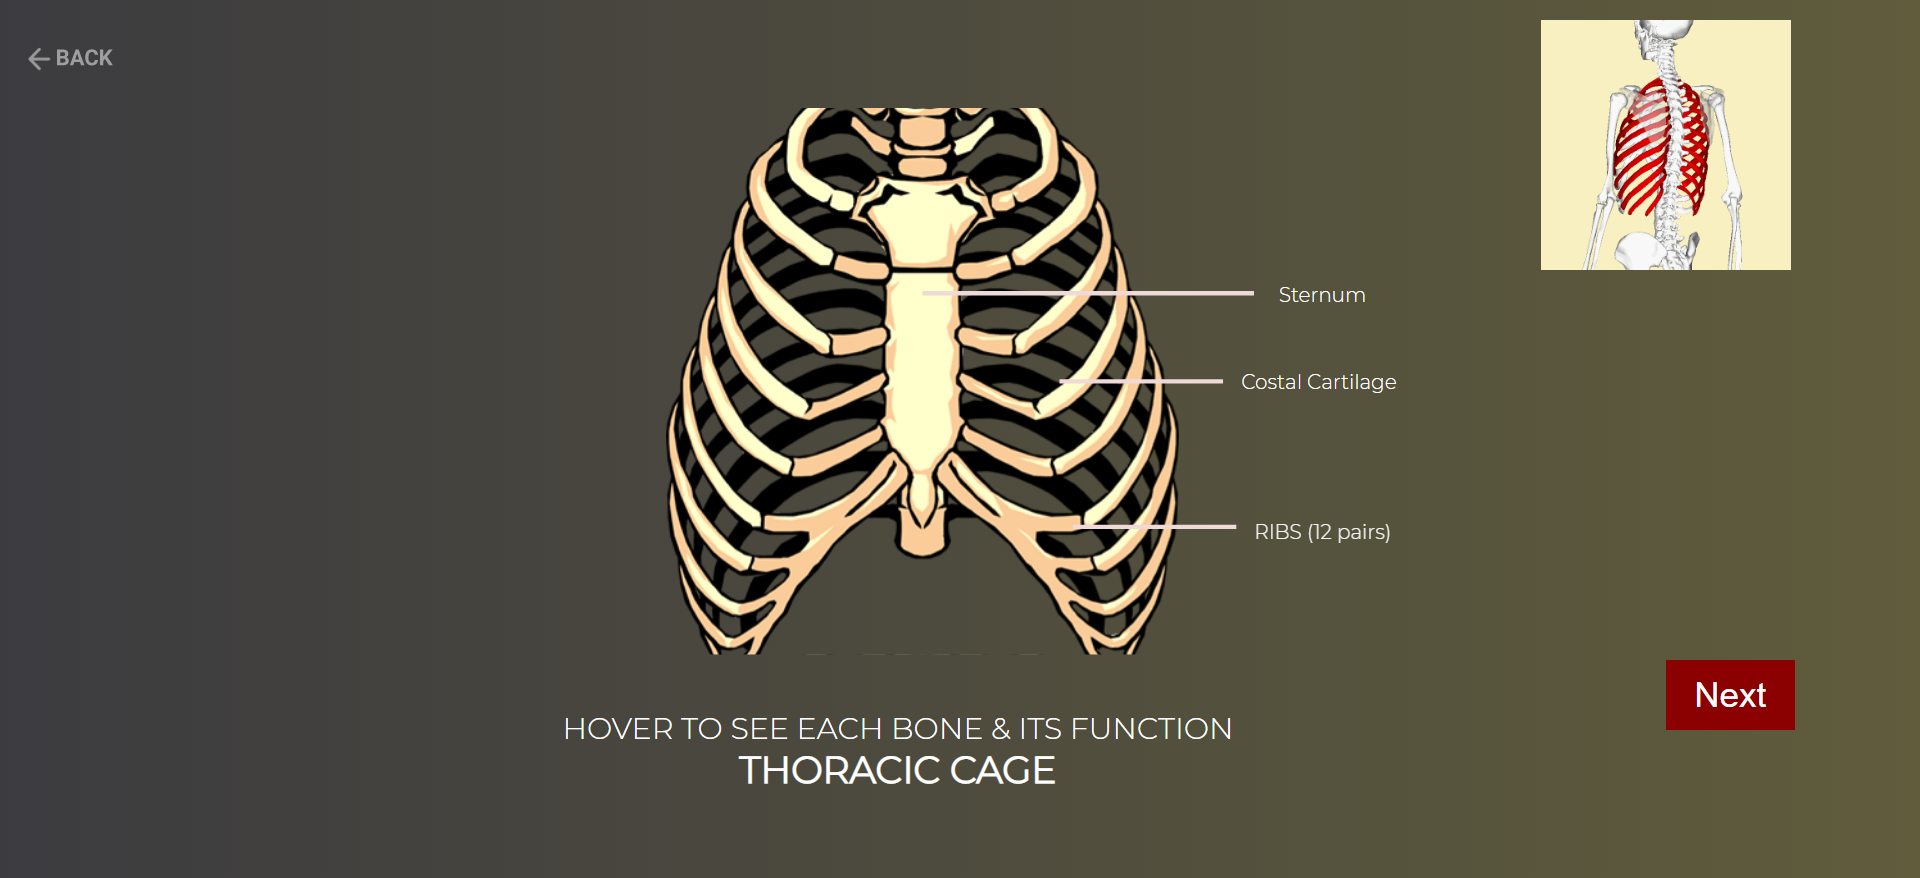 BACK
Sternum
Costal Cartilage
RIBS (12 pairs)
Next
HOVER TO SEE EACH BONE & ITS FUNCTION
THORACIC CAGE